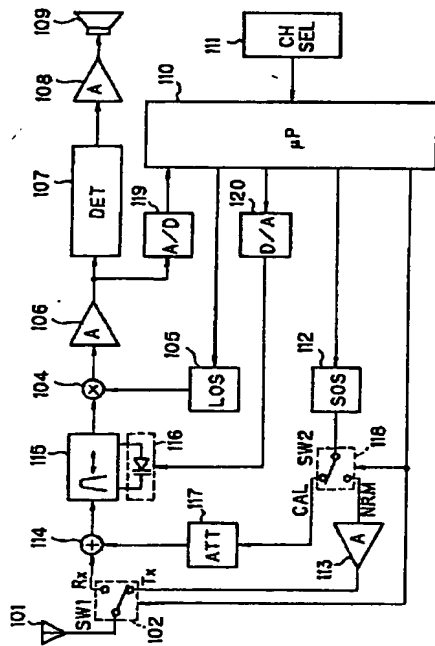 109
108
A
107
DET
106
A
104
115
116
114
Rx
SW1
Tx
102
101
119
A/D
105
LOS
120
D/A
117
ATT
CAL
SW2
118
NRM
112
SOS
A
113
110
μP
111
CH
SEL